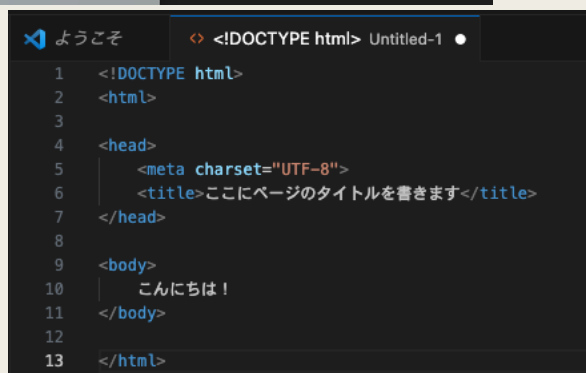 ようこそ
<> <!DOCTYPE html> Untitled-1 ●
1 <!DOCTYPE html>
2 <html>
3
4 <head>
5 <meta charset="UTF-8">
6 <title>ここにページのタイトルを書きます</title>
7 </head>
8
9 <body>
10 こんにちは！
11 </body>
12
13 </html>